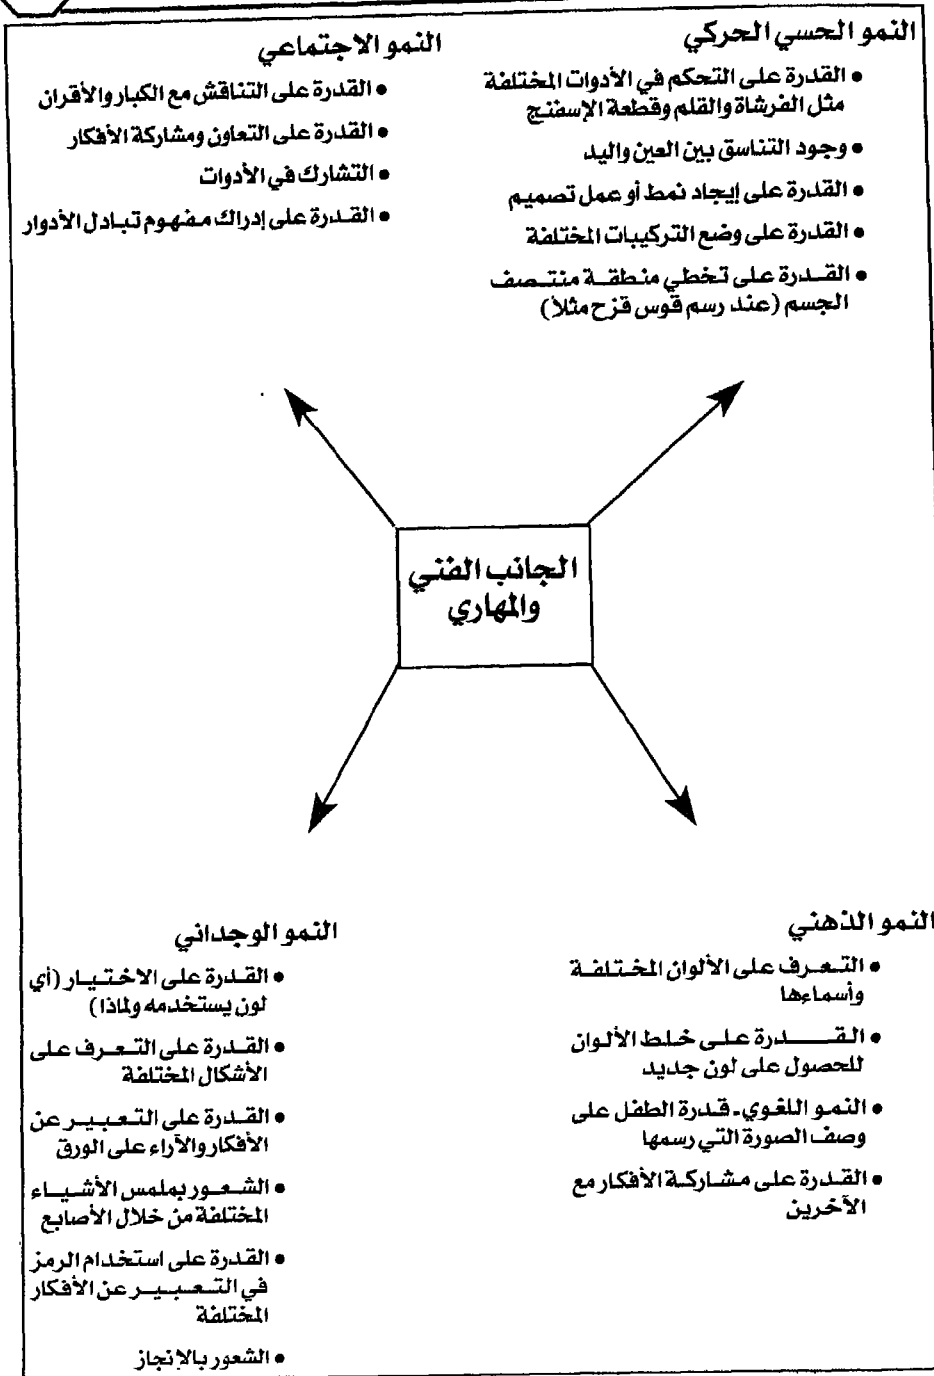 النمو الحسي الحركي
• القدرة على التحكم في الأدوات المختلفة
مثل الفرشاة والقلم وقطعة الإسفنج
• وجود التناسق بين العين واليد
• القدرة على إيجاد نمط أو عمل تصميم
• القدرة على وضع التركيبات المختلفة
• القدرة على تخطي منطقة منتصف
الجسم (عند رسم قوس قزح مثلاً)
النمو الاجتماعي
• القدرة على التناقش مع الكبار والأقران
• القدرة على التعاون ومشاركة الأفكار
• التشارك في الأدوات
• القدرة على إدراك مفهوم تبادل الأدوار
الجانب الفني
والمهاري
النمو الذهني
• التعرف على الألوان المختلفة
وأسماءها
• القدرة على خلط الألوان
للحصول على لون جديد
• النمو اللغوي - قدرة الطفل على
وصف الصورة التي رسمها
• القدرة على مشاركة الأفكار مع
الآخرين
النمو الوجداني
• القدرة على الاختيار (أي
لون يستخدمه ولماذا)
• القدرة على التعرف على
الأشكال المختلفة
• القدرة على التعبير عن
الأفكار والآراء على الورق
• الشعور بملمس الأشياء
المختلفة من خلال الأصابع
• القدرة على استخدام الرمز
في التعبير عن الأفكار
المختلفة
• الشعور بالإنجاز